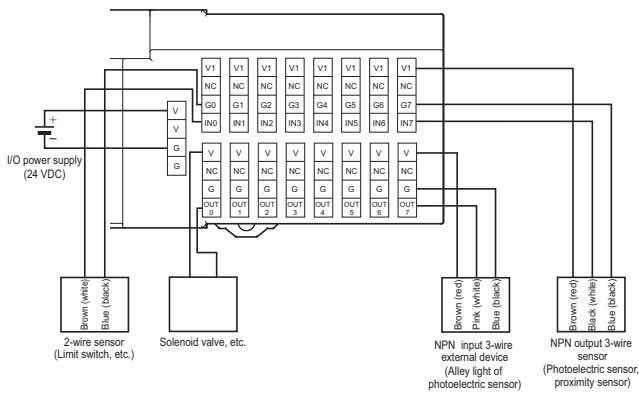 V1 V1 V1 V1 V1 V1 V1 V1
NC NC NC NC NC NC NC NC
G0 G1 G2 G3 G4 G5 G6 G7
IN0 IN1 IN2 IN3 IN4 IN5 IN6 IN7
V
V
G
G
+
−
I/O power supply
(24 VDC)
V V V V V V V V
NC NC NC NC NC NC NC NC
G G G G G G G G
OUT OUT OUT OUT OUT OUT OUT OUT
0 1 2 3 4 5 6 7
Brown (white)
Blue (black)
2-wire sensor
(Limit switch, etc.)
Solenoid valve, etc.
Brown (red)
Pink (white)
Blue (black)
NPN input 3-wire
external device
(Alley light of
photoelectric sensor)
Brown (red)
Black (white)
Blue (black)
NPN output 3-wire
sensor
(Photoelectric sensor,
proximity sensor)